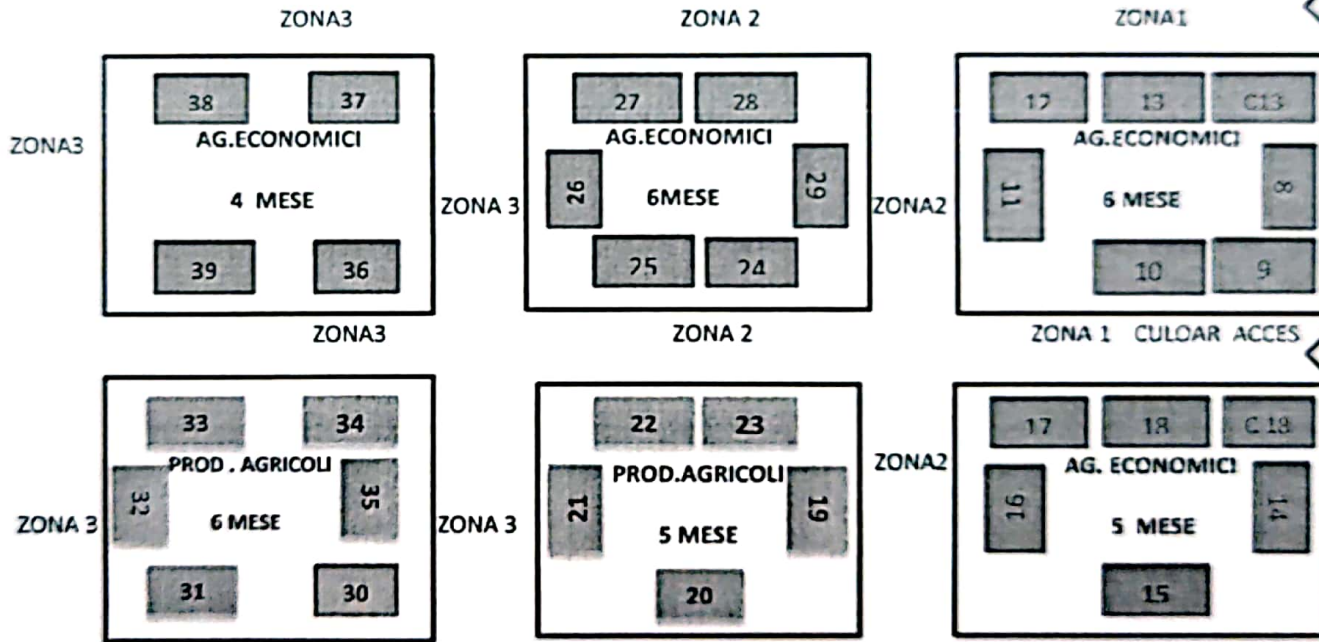 ZONA3
ZONA 2
ZONA1
38
37
27
28
12
13
C13
AG.ECONOMICI
AG.ECONOMICI
AG.ECONOMICI
ZONA3
26
29
11
8
4 MESE
ZONA 3
6MESE
ZONA2
6 MESE
39
36
25
24
10
9
ZONA3
ZONA 2
ZONA 1 CULOAR ACCES
33
34
22
23
17
18
C 18
PROD . AGRICOLI
PROD.AGRICOLI
ZONA2
AG. ECONOMICI
32
35
21
19
16
14
ZONA 3
6 MESE
ZONA 3
5 MESE
5 MESE
31
30
20
15